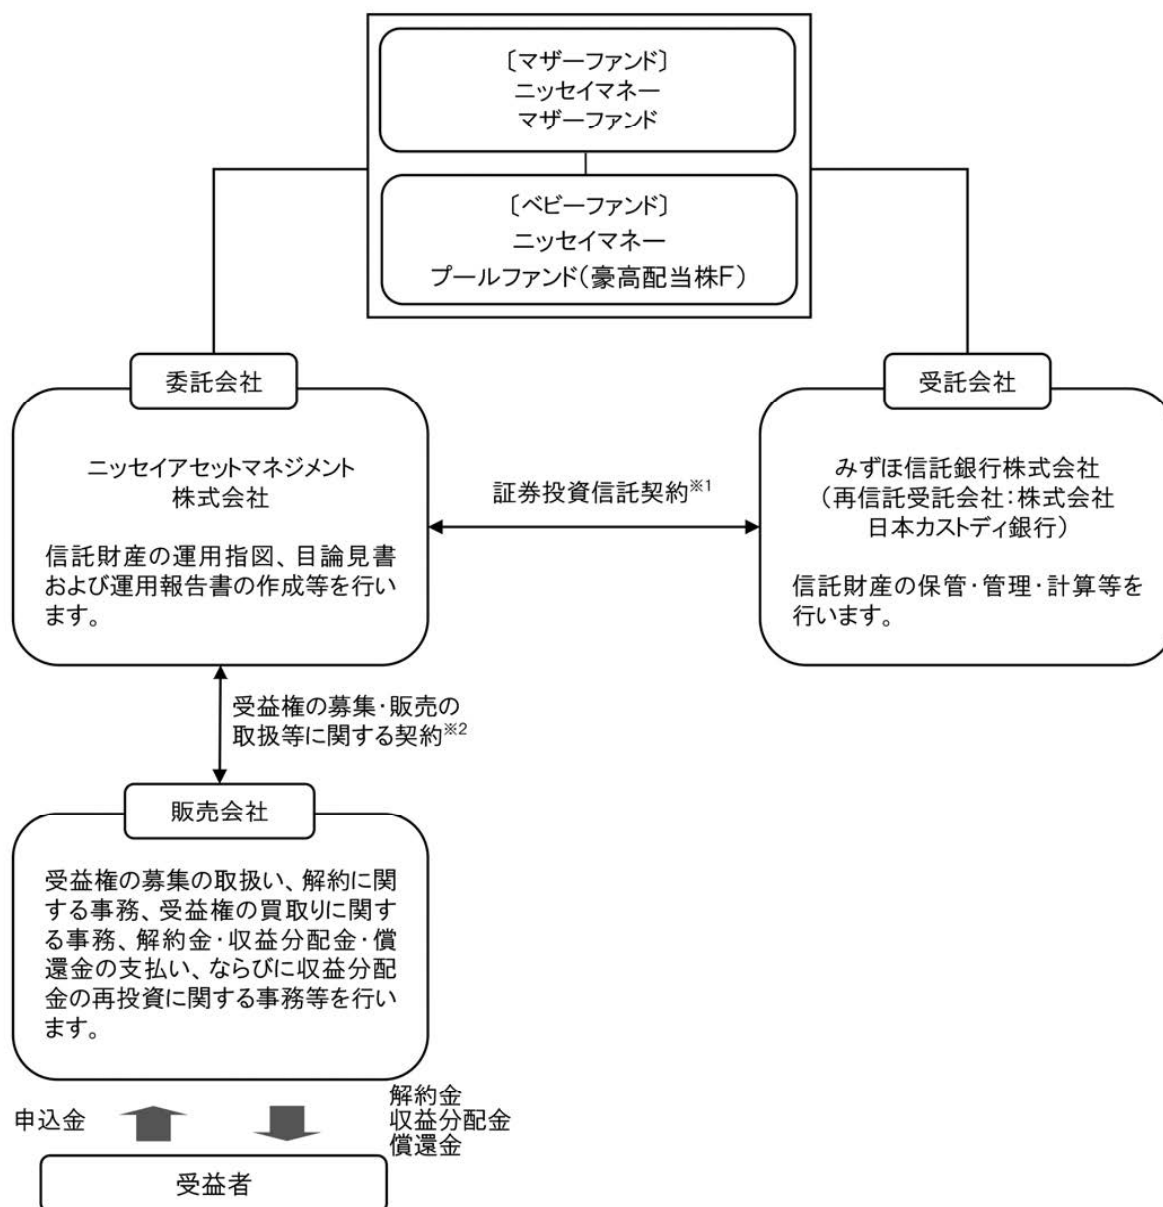 〔マザーファンド〕
ニッセイマネー
マザーファンド
〔ベビーファンド〕
ニッセイマネー
プールファンド（豪高配当株F）
委託会社
ニッセイアセットマネジメント
株式会社
信託財産の運用指図、目論見書
および運用報告書の作成等を行い
ます。
証券投資信託契約※1
受託会社
みずほ信託銀行株式会社
（再信託受託会社：株式会社
日本カストディ銀行）
信託財産の保管・管理・計算等を
行います。
受益権の募集・販売の
取扱等に関する契約※2
販売会社
受益権の募集の取扱い、解約に関
する事務、受益権の買取りに関す
る事務、解約金・収益分配金・償
還金の支払い、ならびに収益分配
金の再投資に関する事務等を行い
ます。
申込金
解約金
収益分配金
償還金
受益者